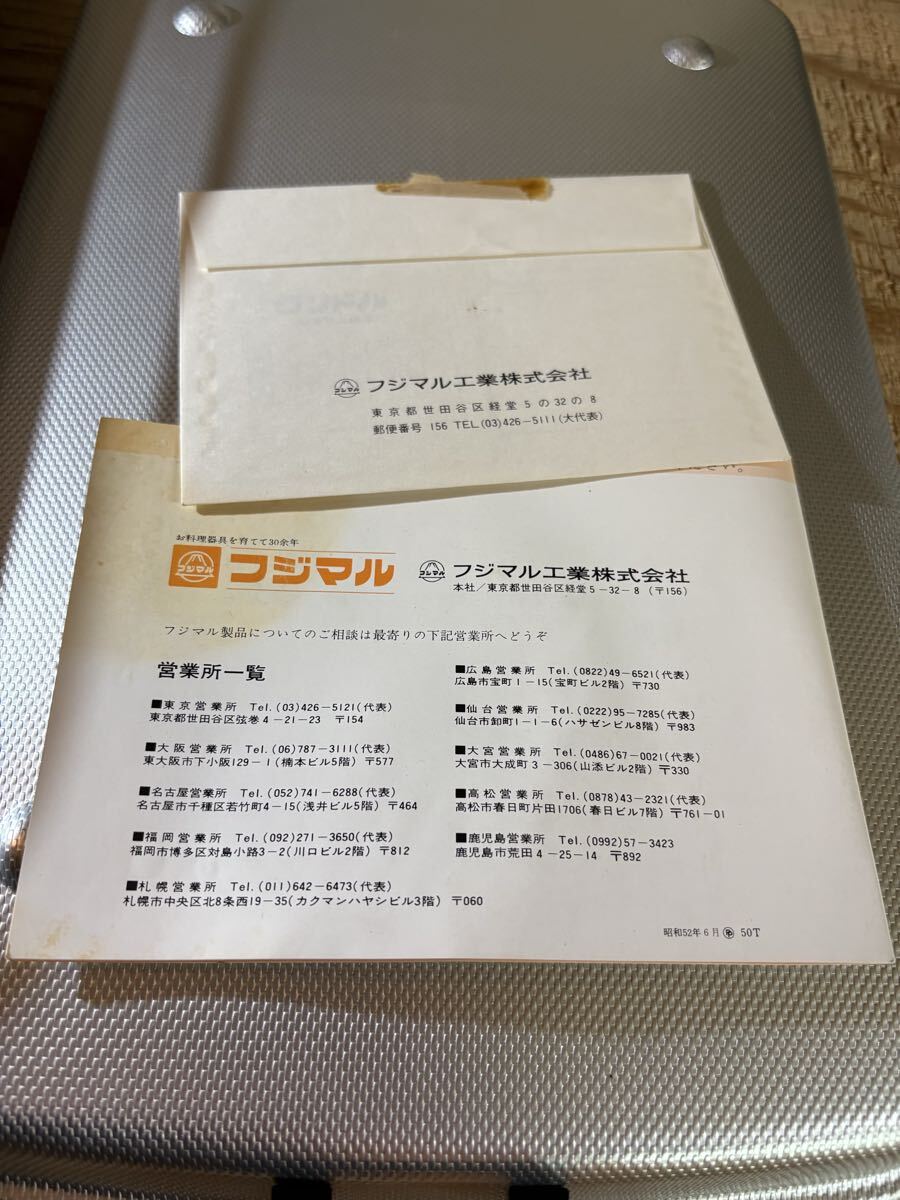 フジマル フジマル工業株式会社
東京都世田谷区経堂5の32の8
郵便番号 156 TEL(03)426-5111(大代表)
さい。
お料理器具を育てて30余年
フジマル フジマル フジマル フジマル工業株式会社
本社/東京都世田谷区経堂5-32-8 (〒156)
フジマル製品についてのご相談は最寄りの下記営業所へどうぞ
営業所一覧
■東京営業所 Tel.(03)426-5121(代表)
東京都世田谷区弦巻4-21-23 〒154
■大阪営業所 Tel.(06)787-3111(代表)
東大阪市下小阪129-1(楠本ビル5階) 〒577
■名古屋営業所 Tel.(052)741-6288(代表)
名古屋市千種区若竹町4-15(浅井ビル5階) 〒464
■福岡営業所 Tel.(092)271-3650(代表)
福岡市博多区対島小路3-2(川口ビル2階) 〒812
■札幌営業所 Tel.(011)642-6473(代表)
札幌市中央区北8条西19-35(カクマンハヤシビル3階) 〒060
■広島営業所 Tel.(0822)49-6521(代表)
広島市宝町1-15(宝町ビル2階) 〒730
■仙台営業所 Tel.(0222)95-7285(代表)
仙台市卸町1-1-6(ハサゼンビル8階) 〒983
■大宮営業所 Tel.(0486)67-0021(代表)
大宮市大成町3-306(山添ビル2階) 〒330
■高松営業所 Tel.(0878)43-2321(代表)
高松市春日町片田1706(春日ビル7階) 〒761-01
■鹿児島営業所 Tel.(0992)57-3423
鹿児島市荒田4-25-14 〒892
昭和52年6月 50T